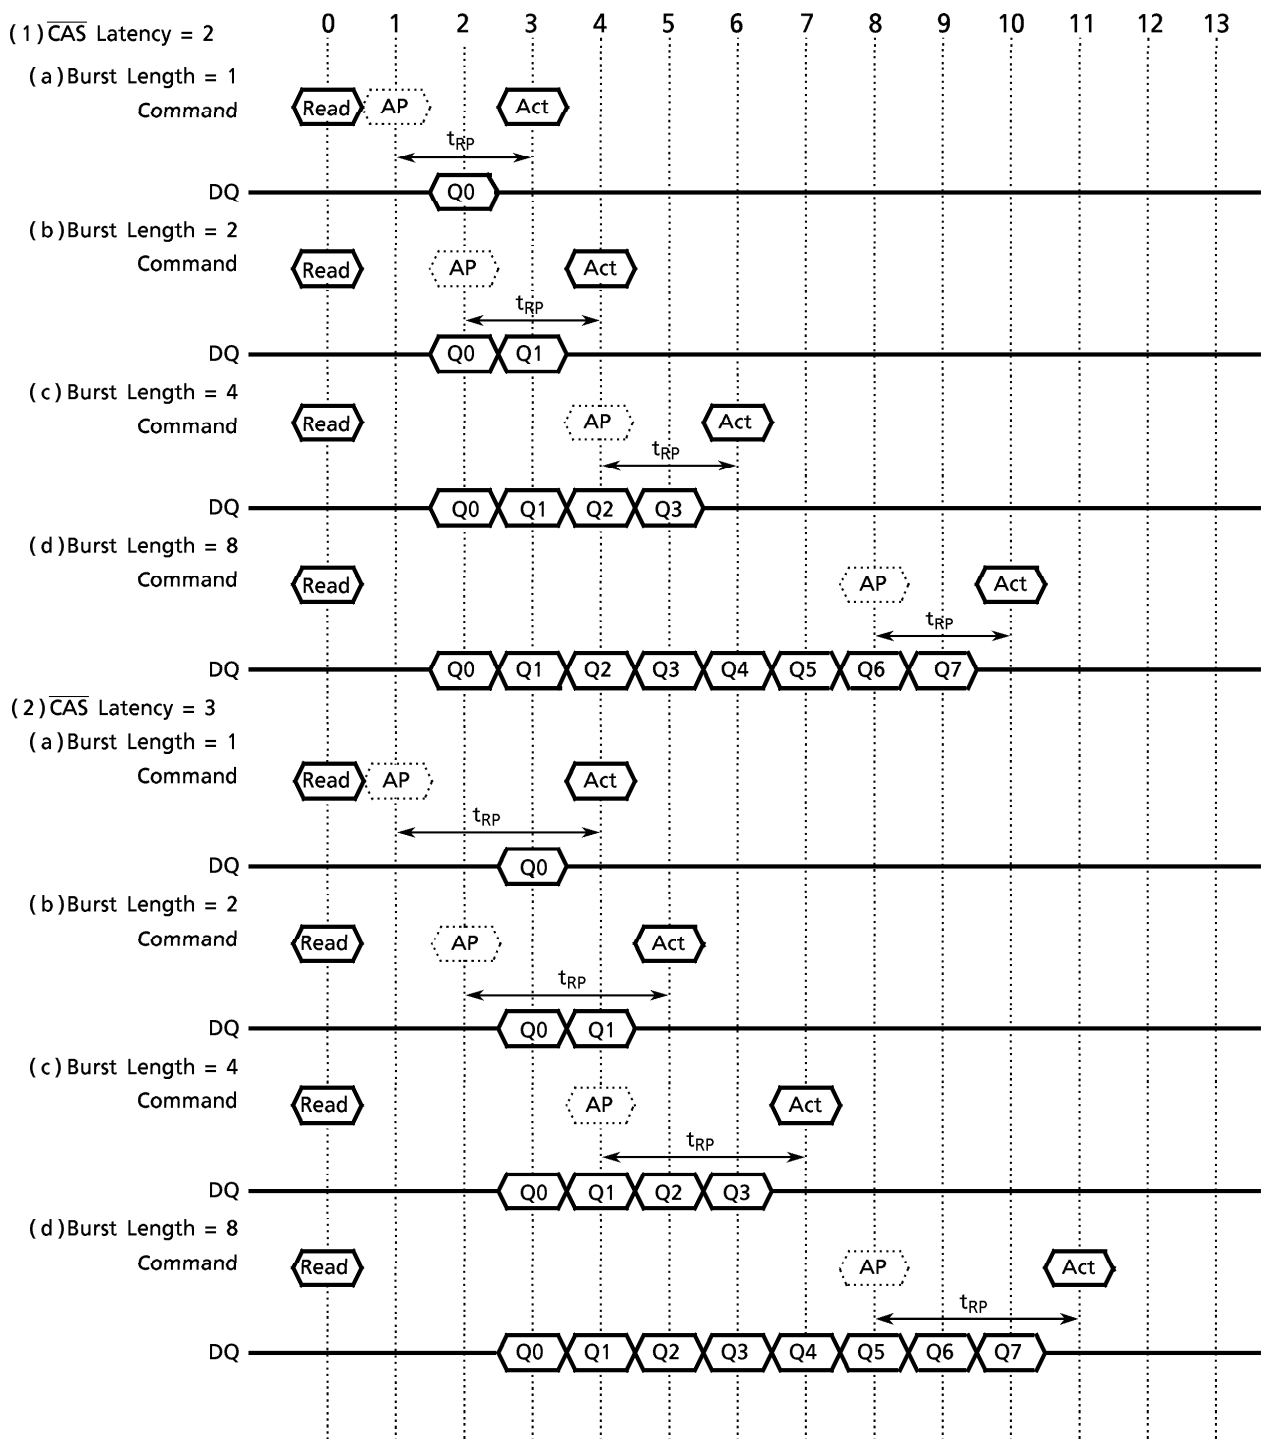 0 1 2 3 4 5 6 7 8 9 10 11 12 13
(1) CAS Latency = 2
(a) Burst Length = 1
Command Read AP Act
tRP
DQ Q0
(b) Burst Length = 2
Command Read AP Act
tRP
DQ Q0 Q1
(c) Burst Length = 4
Command Read AP Act
tRP
DQ Q0 Q1 Q2 Q3
(d) Burst Length = 8
Command Read AP Act
tRP
DQ Q0 Q1 Q2 Q3 Q4 Q5 Q6 Q7
(2) CAS Latency = 3
(a) Burst Length = 1
Command Read AP Act
tRP
DQ Q0
(b) Burst Length = 2
Command Read AP Act
tRP
DQ Q0 Q1
(c) Burst Length = 4
Command Read AP Act
tRP
DQ Q0 Q1 Q2 Q3
(d) Burst Length = 8
Command Read AP Act
tRP
DQ Q0 Q1 Q2 Q3 Q4 Q5 Q6 Q7